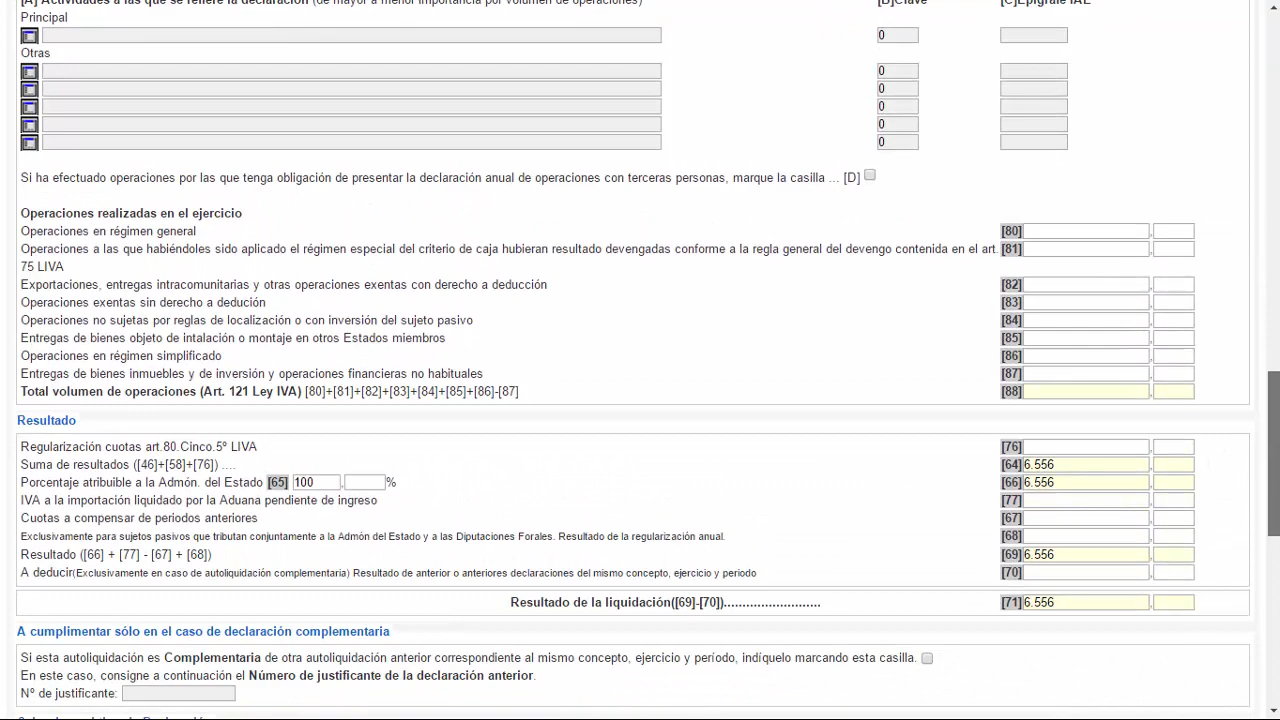 [A] Actividades a las que se refiere la declaración (de mayor a menor importancia por volumen de operaciones) [B]Clave [C]Epígrafe IAE
Principal
0
Otras
0
0
0
0
0
Si ha efectuado operaciones por las que tenga obligación de presentar la declaración anual de operaciones con terceras personas, marque la casilla ... [D]
Operaciones realizadas en el ejercicio
Operaciones en régimen general [80] ,
Operaciones a las que habiéndoles sido aplicado el régimen especial del criterio de caja hubieran resultado devengadas conforme a la regla general del devengo contenida en el art. [81] ,
75 LIVA
Exportaciones, entregas intracomunitarias y otras operaciones exentas con derecho a deducción [82] ,
Operaciones exentas sin derecho a dedución [83] ,
Operaciones no sujetas por reglas de localización o con inversión del sujeto pasivo [84] ,
Entregas de bienes objeto de intalación o montaje en otros Estados miembros [85] ,
Operaciones en régimen simplificado [86] ,
Entregas de bienes inmuebles y de inversión y operaciones financieras no habituales [87] ,
Total volumen de operaciones (Art. 121 Ley IVA) [80]+[81]+[82]+[83]+[84]+[85]+[86]-[87] [88] ,
Resultado
Regularización cuotas art.80.Cinco.5º LIVA [76] ,
Suma de resultados ([46]+[58]+[76]) .... [64] 6.556 ,
Porcentaje atribuible a la Admón. del Estado [65] 100 , % [66] 6.556 ,
IVA a la importación liquidado por la Aduana pendiente de ingreso [77] ,
Cuotas a compensar de periodos anteriores [67] ,
Exclusivamente para sujetos pasivos que tributan conjuntamente a la Admón del Estado y a las Diputaciones Forales. Resultado de la regularización anual. [68] ,
Resultado ([66] + [77] - [67] + [68]) [69] 6.556 ,
A deducir(Exclusivamente en caso de autoliquidación complementaria) Resultado de anterior o anteriores declaraciones del mismo concepto, ejercicio y periodo [70] ,
Resultado de la liquidación([69]-[70])......................... [71] 6.556 ,
A cumplimentar sólo en el caso de declaración complementaria
Si esta autoliquidación es Complementaria de otra autoliquidación anterior correspondiente al mismo concepto, ejercicio y período, indíquelo marcando esta casilla.
En este caso, consigne a continuación el Número de justificante de la declaración anterior.
Nº de justificante: